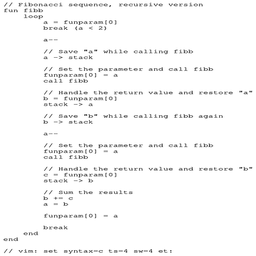 // Fibonacci sequence, recursive version
fun fibb
loop
a = funparam[0]
break (a < 2)
a--
// Save "a" while calling fibb
a -> stack
// Set the parameter and call fibb
funparam[0] = a
call fibb
// Handle the return value and restore "a"
b = funparam[0]
stack -> a
// Save "b" while calling fibb again
b -> stack
a--
// Set the parameter and call fibb
funparam[0] = a
call fibb
// Handle the return value and restore "b"
c = funparam[0]
stack -> b
// Sum the results
b += c
a = b
funparam[0] = a
break
end
end
// vim: set syntax=c ts=4 sw=4 et: